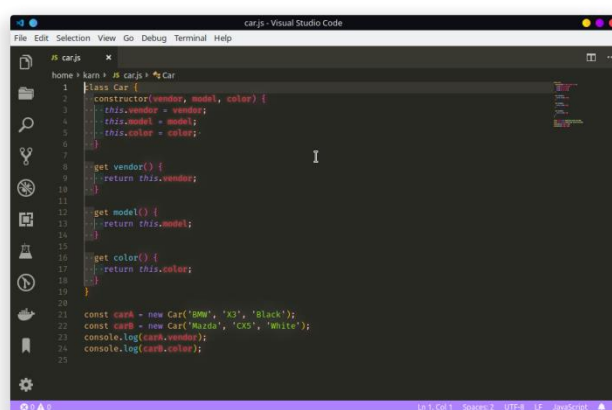 car.js - Visual Studio Code
File Edit Selection View Go Debug Terminal Help
JS car.js
home karn JS car.js Car
1 class Car {
2 constructor(vendor, model, color) {
3 this.vendor = vendor;
4 this.model = model;
5 this.color = color;
6 }
7
8 get vendor() {
9 return this.vendor;
10 }
11
12 get model() {
13 return this.model;
14 }
15
16 get color() {
17 return this.color;
18 }
19 }
20
21 const carA = new Car('BMW', 'X3', 'Black');
22 const carB = new Car('Mazda', 'CX5', 'White');
23 console.log(carA.vendor);
24 console.log(carB.color);
25
0 0 Ln 1, Col 1 Spaces: 2 UTF-8 LF JavaScript